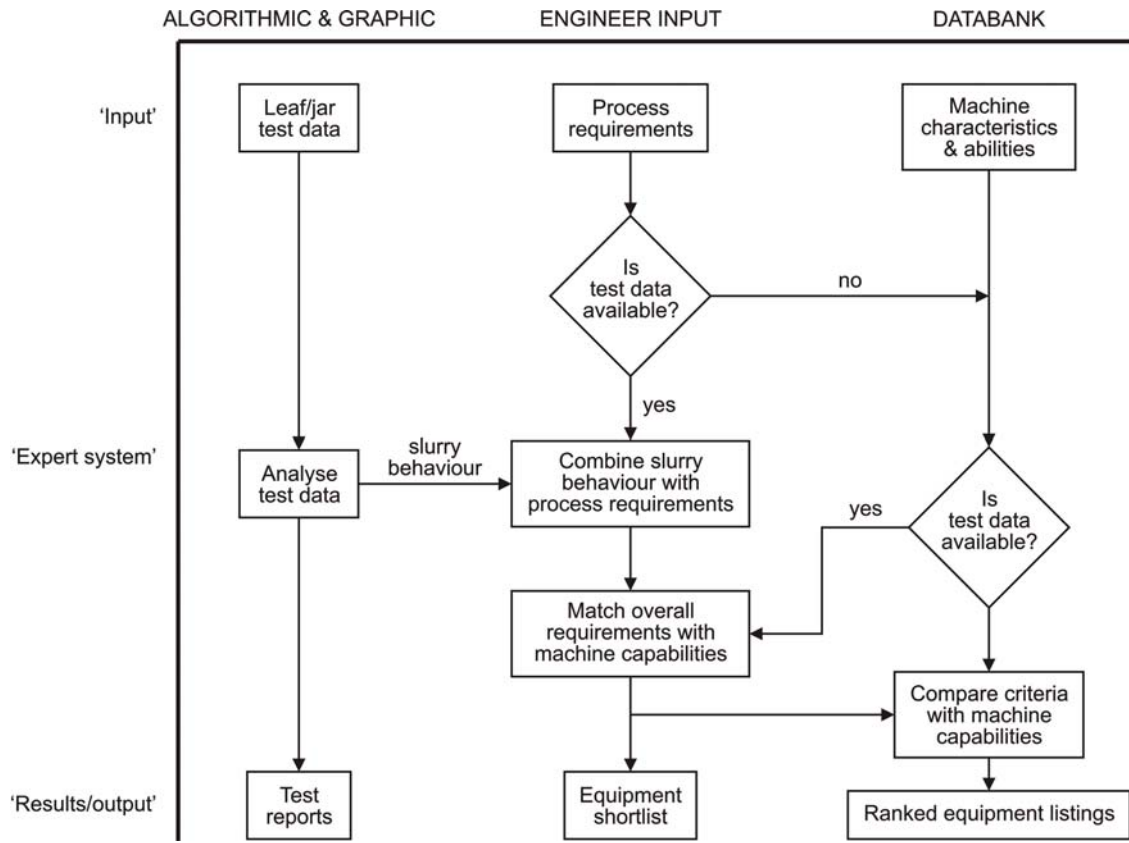 ALGORITHMIC & GRAPHIC
ENGINEER INPUT
DATABANK
‘Input’
Leaf/jar
test data
Process
requirements
Machine
characteristics
& abilities
Is
test data
available?
no
yes
‘Expert system’
Analyse
test data
slurry
behaviour
Combine slurry
behaviour with
process requirements
yes
Is
test data
available?
Match overall
requirements with
machine capabilities
Compare criteria
with machine
capabilities
‘Results/output’
Test
reports
Equipment
shortlist
Ranked equipment listings